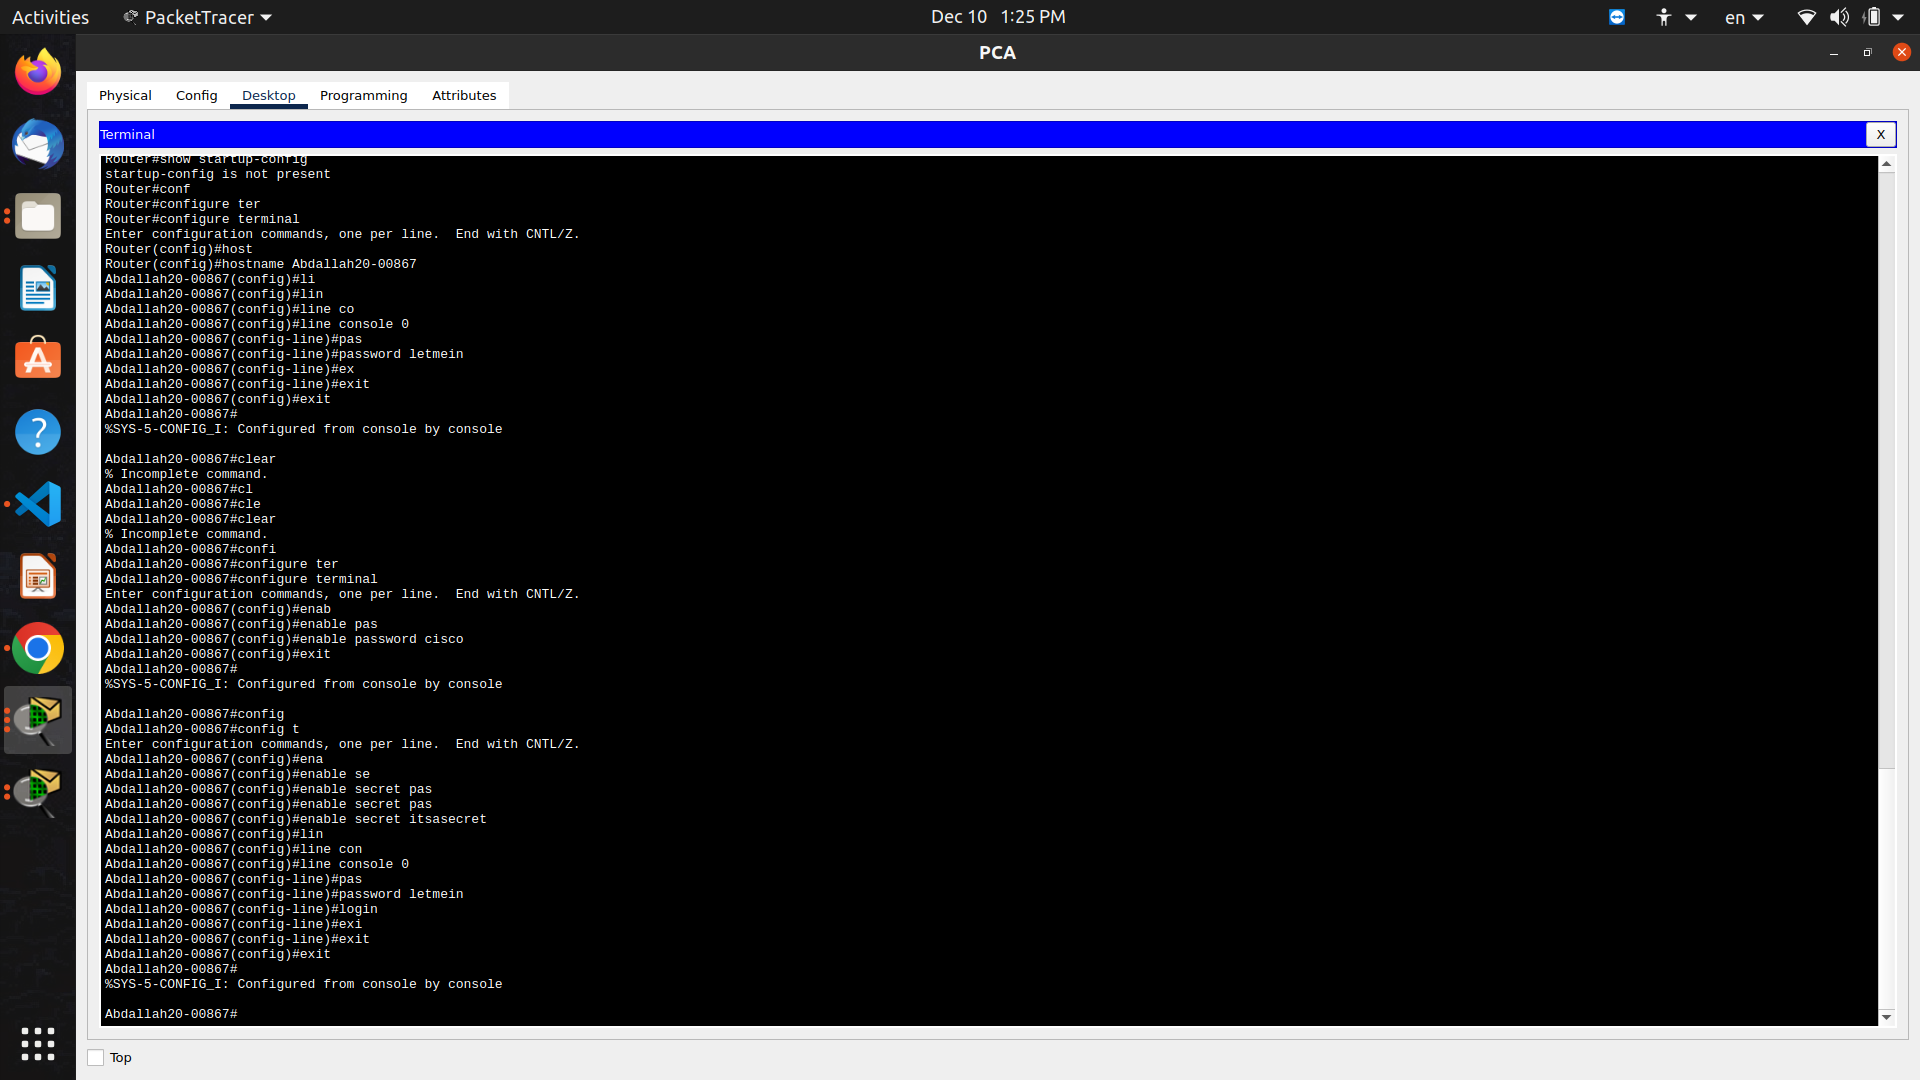 Activities
PacketTracer
Dec 10 1:25 PM
en
PCA
Physical
Config
Desktop
Programming
Attributes
Terminal
X
Router#show startup-config
startup-config is not present
Router#conf
Router#configure ter
Router#configure terminal
Enter configuration commands, one per line.  End with CNTL/Z.
Router(config)#host
Router(config)#hostname Abdallah20-00867
Abdallah20-00867(config)#li
Abdallah20-00867(config)#lin
Abdallah20-00867(config)#line co
Abdallah20-00867(config)#line console 0
Abdallah20-00867(config-line)#pas
Abdallah20-00867(config-line)#password letmein
Abdallah20-00867(config-line)#ex
Abdallah20-00867(config-line)#exit
Abdallah20-00867(config)#exit
Abdallah20-00867#
%SYS-5-CONFIG_I: Configured from console by console
Abdallah20-00867#clear
% Incomplete command.
Abdallah20-00867#cl
Abdallah20-00867#cle
Abdallah20-00867#clear
% Incomplete command.
Abdallah20-00867#confi
Abdallah20-00867#configure ter
Abdallah20-00867#configure terminal
Enter configuration commands, one per line.  End with CNTL/Z.
Abdallah20-00867(config)#enab
Abdallah20-00867(config)#enable pas
Abdallah20-00867(config)#enable password cisco
Abdallah20-00867(config)#exit
Abdallah20-00867#
%SYS-5-CONFIG_I: Configured from console by console
Abdallah20-00867#config
Abdallah20-00867#config t
Enter configuration commands, one per line.  End with CNTL/Z.
Abdallah20-00867(config)#ena
Abdallah20-00867(config)#enable se
Abdallah20-00867(config)#enable secret pas
Abdallah20-00867(config)#enable secret pas
Abdallah20-00867(config)#enable secret itsasecret
Abdallah20-00867(config)#lin
Abdallah20-00867(config)#line con
Abdallah20-00867(config)#line console 0
Abdallah20-00867(config-line)#pas
Abdallah20-00867(config-line)#password letmein
Abdallah20-00867(config-line)#login
Abdallah20-00867(config-line)#exi
Abdallah20-00867(config-line)#exit
Abdallah20-00867(config)#exit
Abdallah20-00867#
%SYS-5-CONFIG_I: Configured from console by console
Abdallah20-00867#
Top